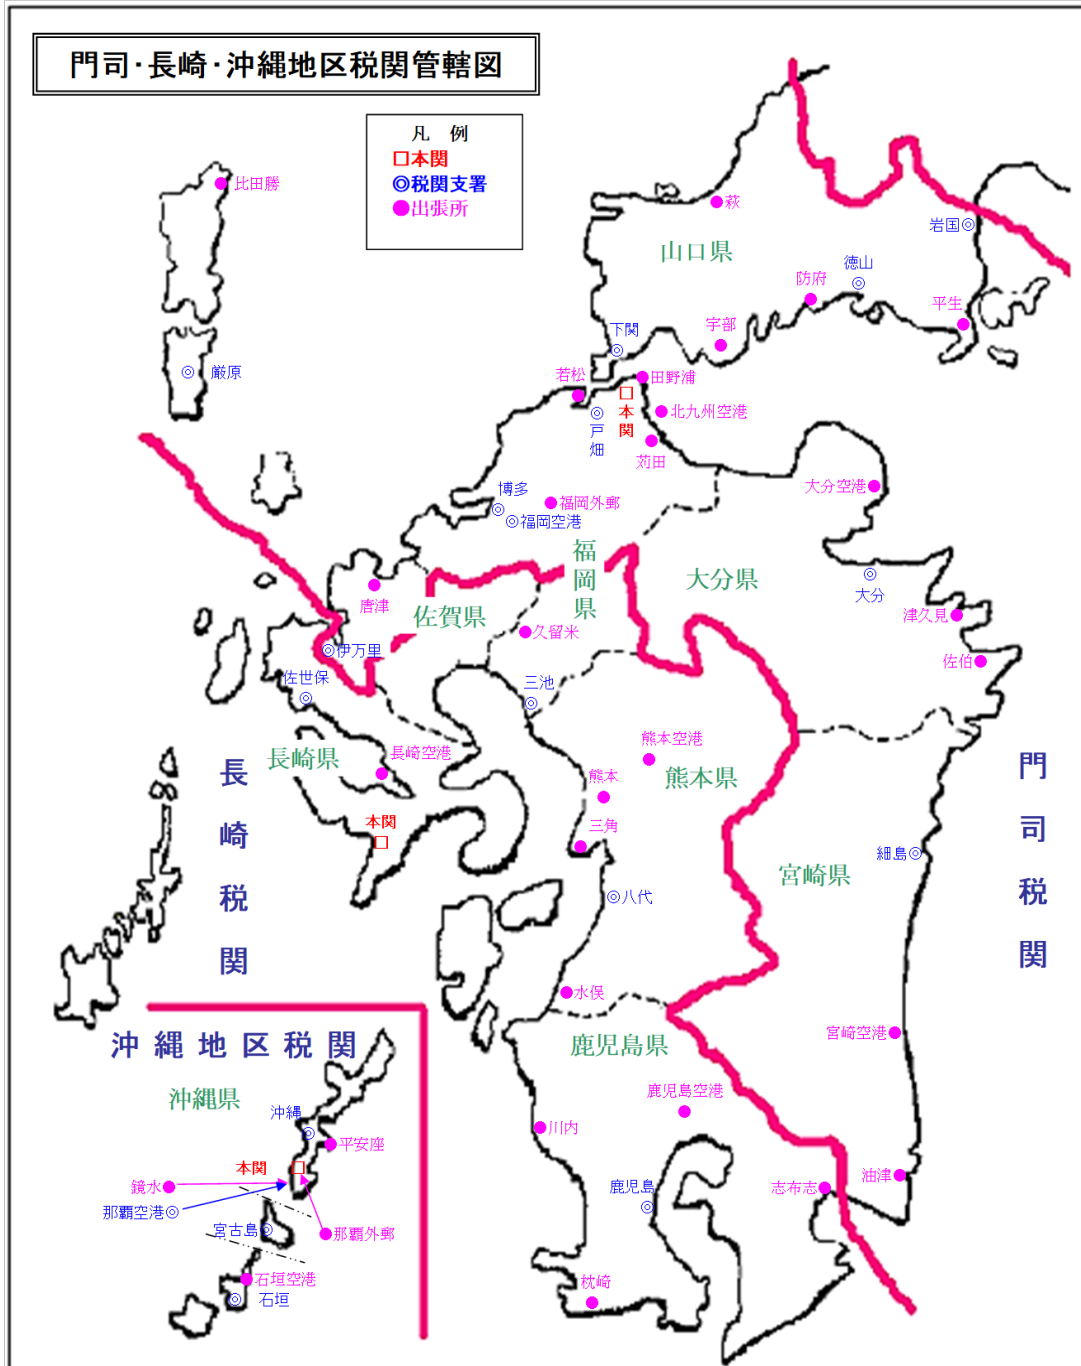 門司・長崎・沖縄地区税関管轄図
凡　例
□本関
◎税関支署
●出張所
比田勝
厳原
萩
山口県
岩国
徳山
防府
平生
宇部
下関
若松
田野浦
本関
北九州空港
戸畑
苅田
大分空港
博多
福岡外郵
福岡空港
福岡県
大分県
大分
唐津
佐賀県
津久見
久留米
伊万里
佐伯
佐世保
三池
長崎県
長崎空港
熊本空港
熊本県
熊本
長崎税関
門司税関
本関
三角
細島
宮崎県
八代
水俣
沖縄地区税関
鹿児島県
宮崎空港
沖縄県
沖縄
平安座
鹿児島空港
川内
本関
鏡水
那覇空港
鹿児島
志布志
油津
宮古島
那覇外郵
石垣空港
石垣
枕崎